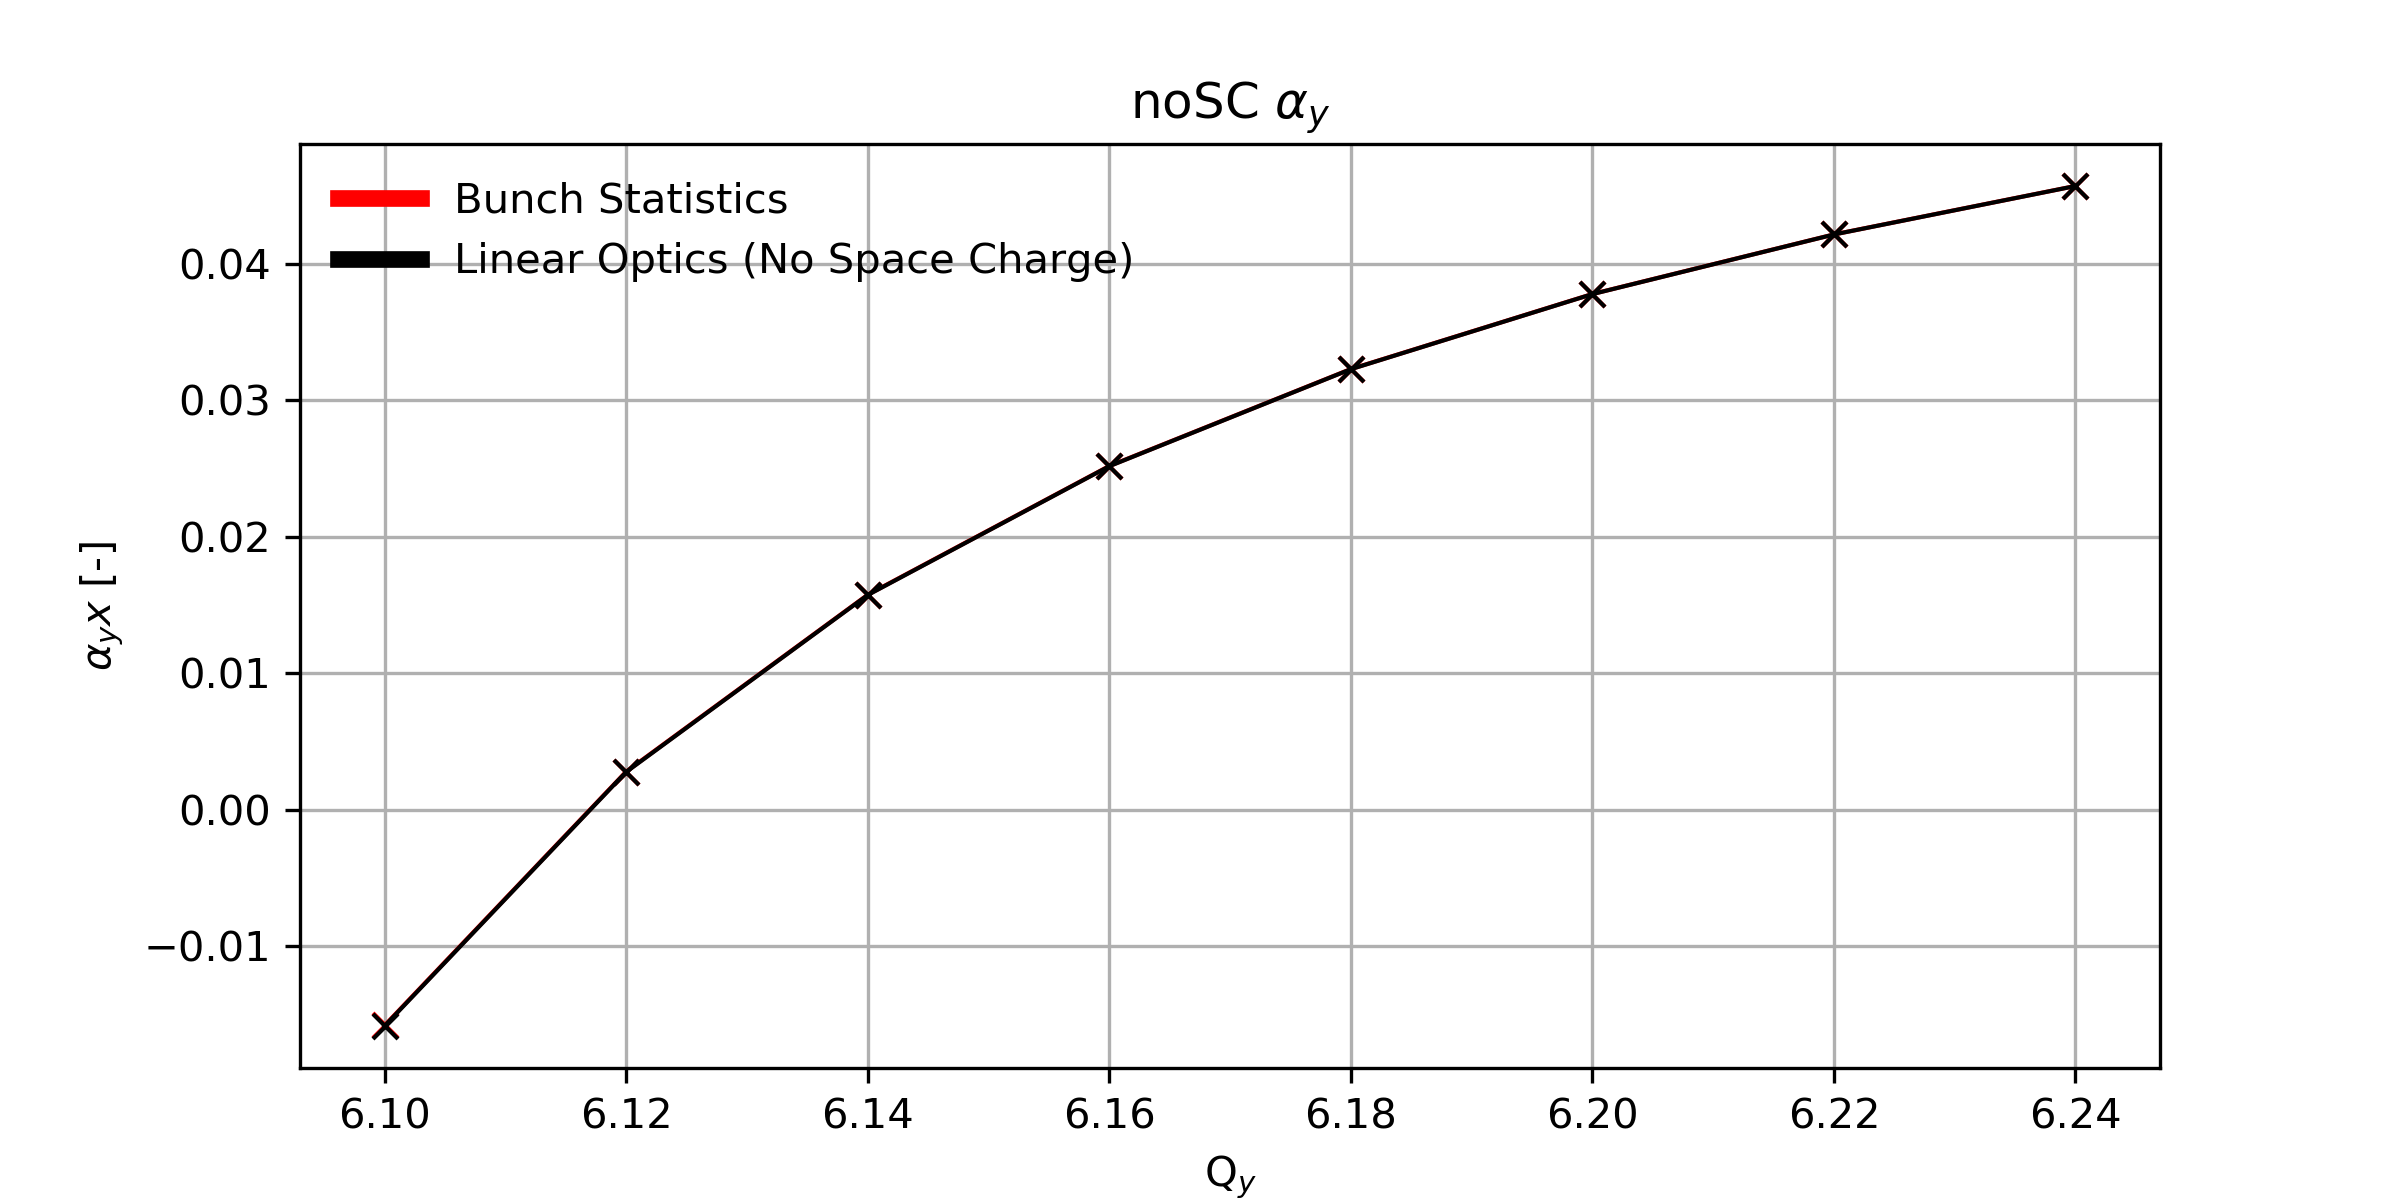 noSC αy
Bunch Statistics
Linear Optics (No Space Charge)
0.04
0.03
0.02
0.01
0.00
−0.01
αyx [-]
6.10 6.12 6.14 6.16 6.18 6.20 6.22 6.24
Qy